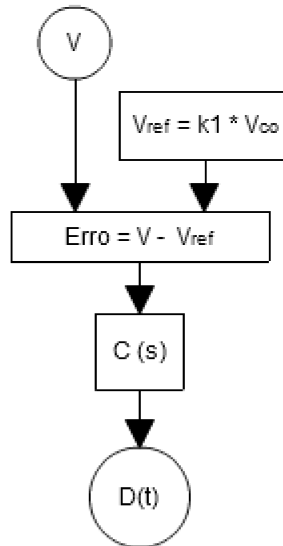 V
Vref = k1 * Vco
Erro = V - Vref
C (s)
D(t)